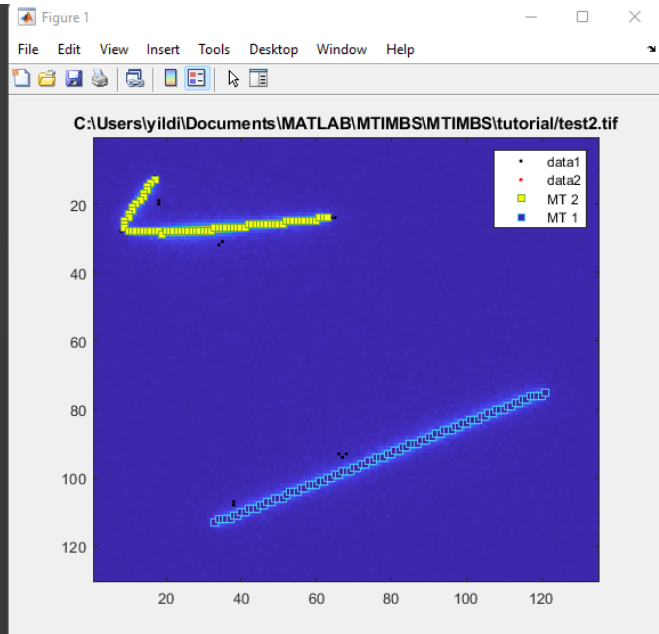 Figure 1
File Edit View Insert Tools Desktop Window Help
C:\Users\yildi\Documents\MATLAB\MTIMBS\MTIMBS\tutorial/test2.tif
data1
data2
MT 2
MT 1
20
40
60
80
100
120
20 40 60 80 100 120